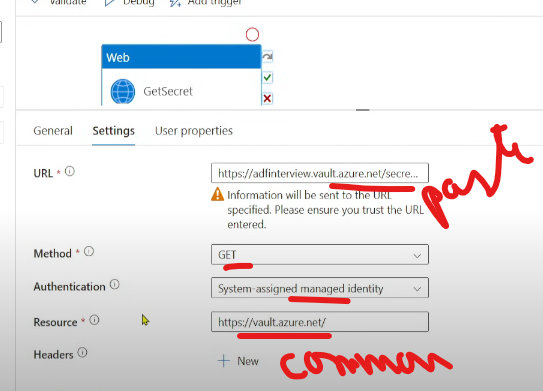 Validate Debug Add trigger
Web
GetSecret
General Settings User properties
URL * https://adfinterview.vault.azure.net/secre...
Information will be sent to the URL
specified. Please ensure you trust the URL
entered.
paste
Method * GET
Authentication System-assigned managed identity
Resource * https://vault.azure.net/
Headers + New
common